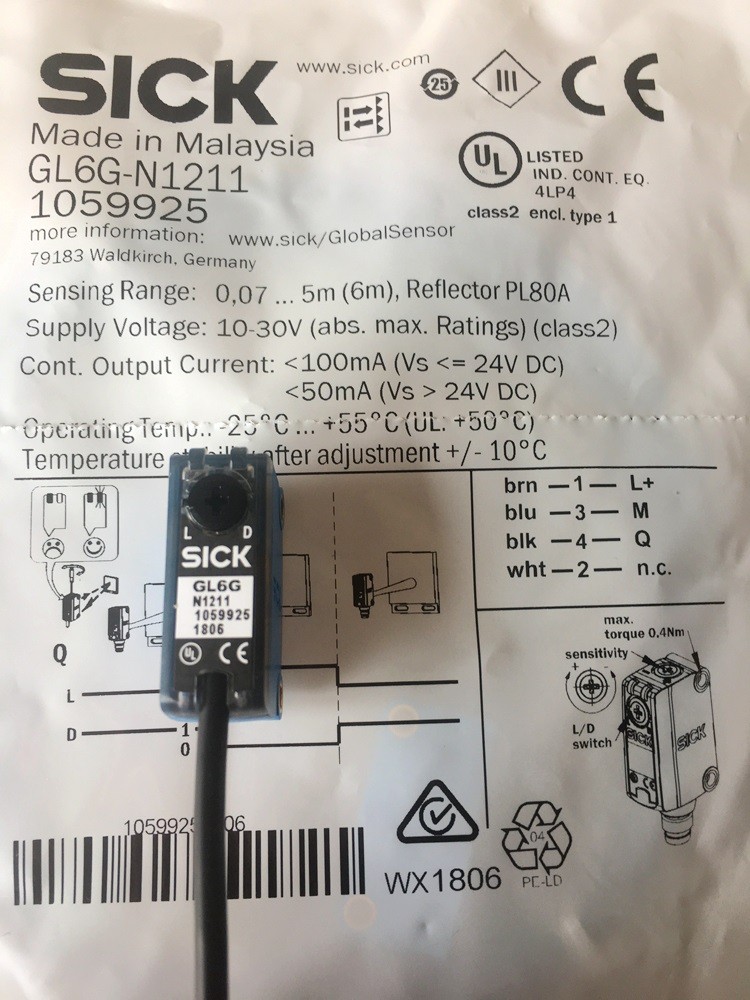 SICK
www.sick.com
25
III
CE
Made in Malaysia
GL6G-N1211
1059925
UL
LISTED
IND. CONT. EQ.
4LP4
class2 encl. type 1
more information: www.sick/GlobalSensor
79183 Waldkirch, Germany
Sensing Range: 0,07 ... 5m (6m), Reflector PL80A
Supply Voltage: 10-30V (abs. max. Ratings) (class2)
Cont. Output Current: <100mA (Vs <= 24V DC)
<50mA (Vs > 24V DC)
Operating Temp.: -25°C ... +55°C (UL: +50°C)
Temperature after adjustment +/- 10°C
brn —1— L+
blu —3— M
blk —4— Q
wht —2— n.c.
L D
SICK
GL6G
N1211
1059925
1806
UL CE
Q
L
D
1
0
max.
torque 0,4Nm
sensitivity
+ -
L/D
switch
SICK
SICK
WX1806
04
PE-LD